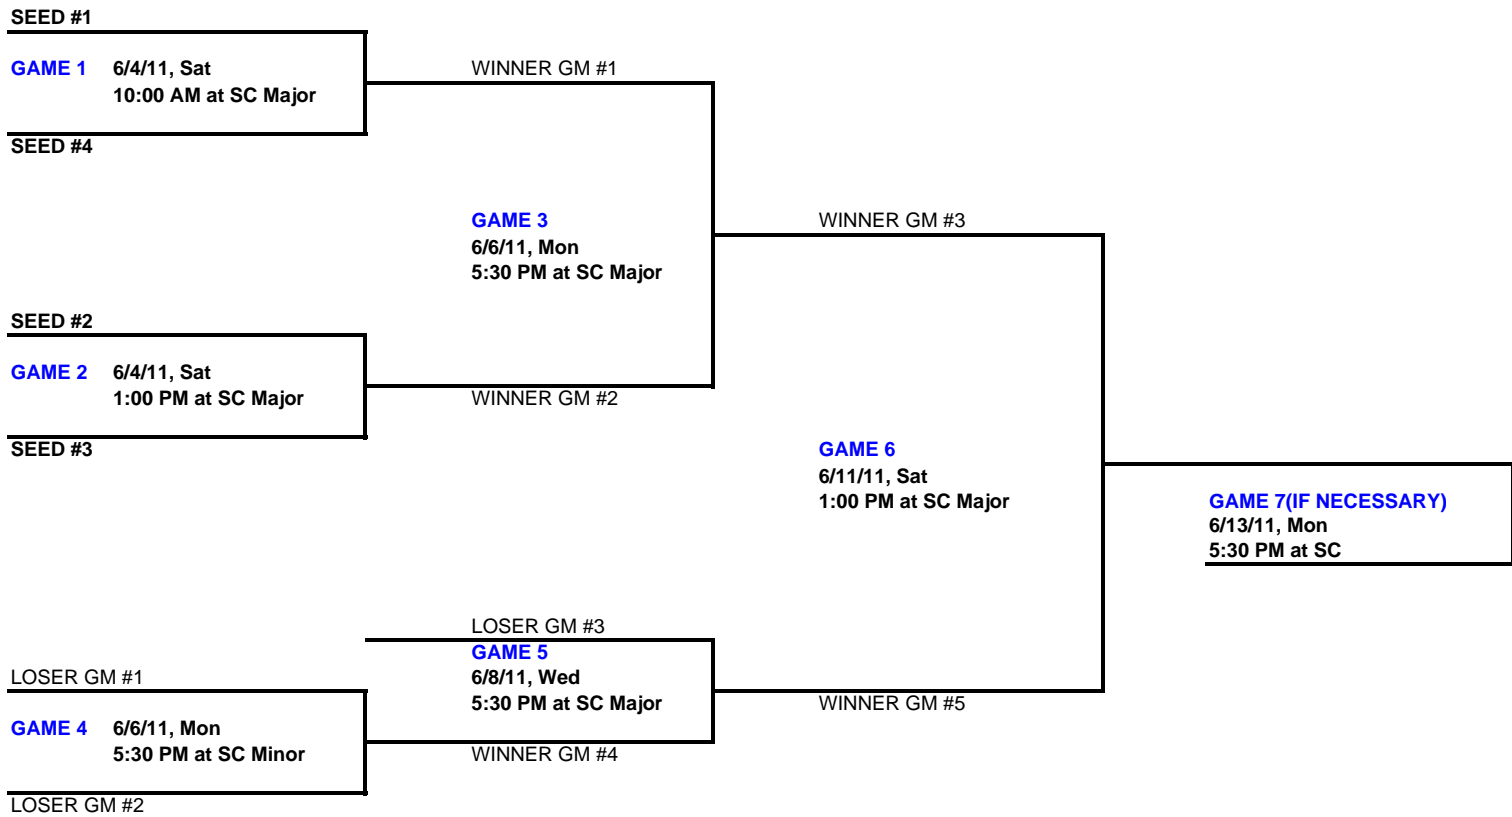 SEED #1
GAME 1 6/4/11, Sat
10:00 AM at SC Major
SEED #4
WINNER GM #1
GAME 3
6/6/11, Mon
5:30 PM at SC Major
SEED #2
GAME 2 6/4/11, Sat
1:00 PM at SC Major
SEED #3
WINNER GM #2
WINNER GM #3
GAME 6
6/11/11, Sat
1:00 PM at SC Major
GAME 7(IF NECESSARY)
6/13/11, Mon
5:30 PM at SC
LOSER GM #3
GAME 5
6/8/11, Wed
5:30 PM at SC Major
LOSER GM #1
GAME 4 6/6/11, Mon
5:30 PM at SC Minor
LOSER GM #2
WINNER GM #4
WINNER GM #5